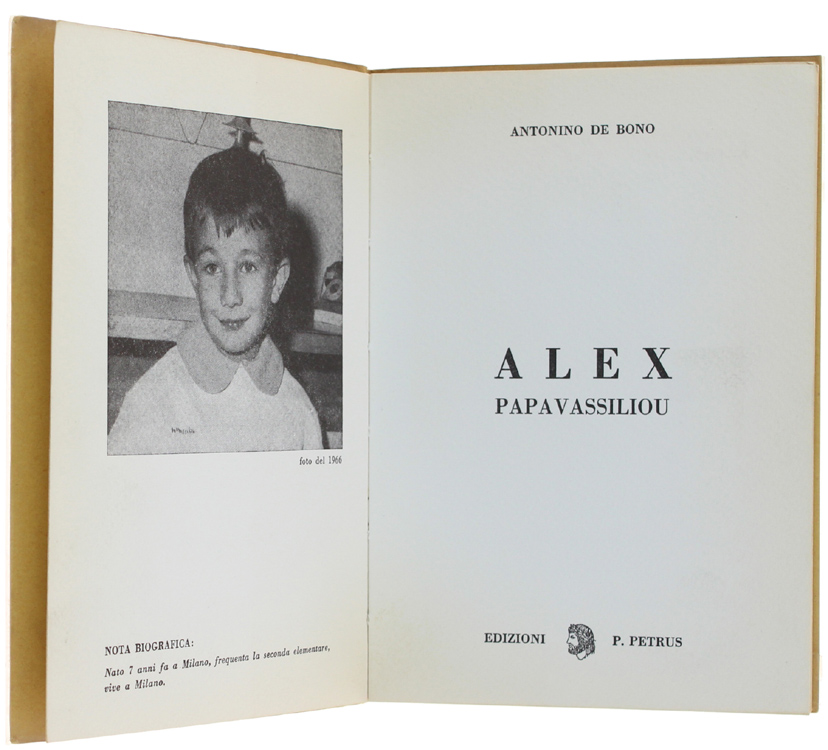 foto del 1966
NOTA BIOGRAFICA:
Nato 7 anni fa a Milano, frequenta la seconda elementare,
vive a Milano.
ANTONINO DE BONO
ALEX
PAPAVASSILIOU
EDIZIONI P. PETRUS